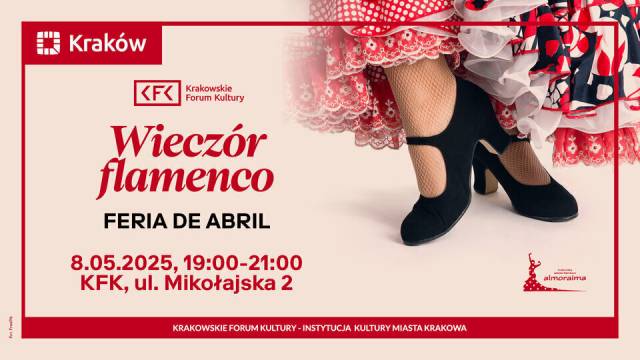 Kraków
KFK
Krakowskie
Forum Kultury
Wieczór
flamenco
FERIA DE ABRIL
8.05.2025, 19:00-21:00
KFK, ul. Mikołajska 2
almoraima
KRAKOWSKIE FORUM KULTURY - INSTYTUCJA KULTURY MIASTA KRAKOWA